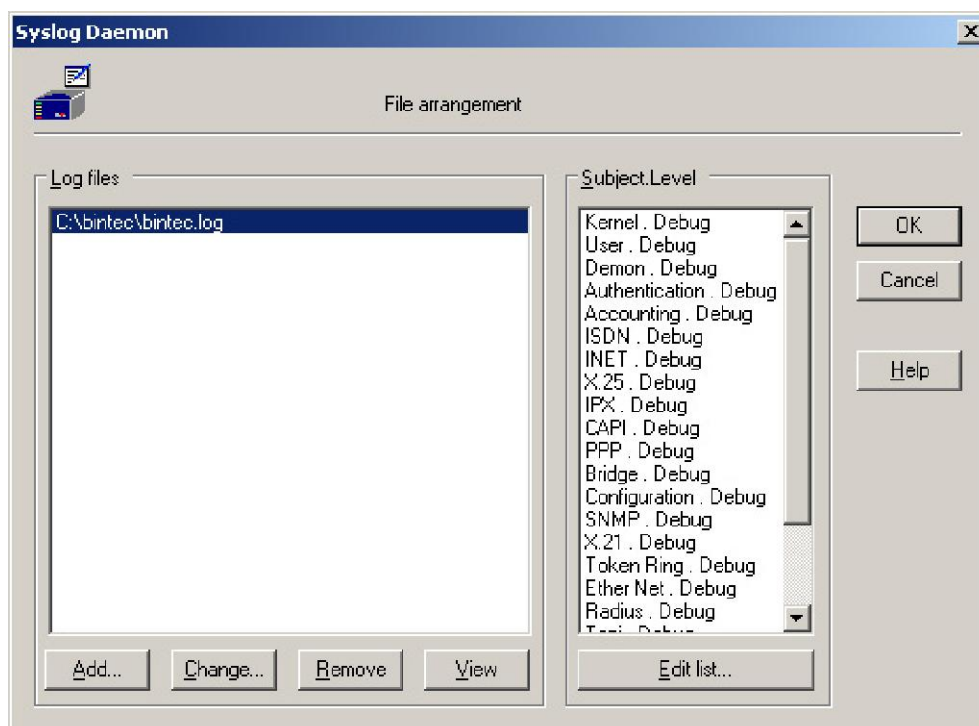 Syslog Daemon
File arrangement
Log files
C:\bintec\bintec.log
Add...
Change...
Remove
View
Subject.Level
Kernel . Debug
User . Debug
Demon . Debug
Authentication . Debug
Accounting . Debug
ISDN . Debug
INET . Debug
X.25 . Debug
IPX . Debug
CAPI . Debug
PPP . Debug
Bridge . Debug
Configuration . Debug
SNMP . Debug
X.21 . Debug
Token Ring . Debug
Ether Net . Debug
Radius . Debug
Edit list...
OK
Cancel
Help